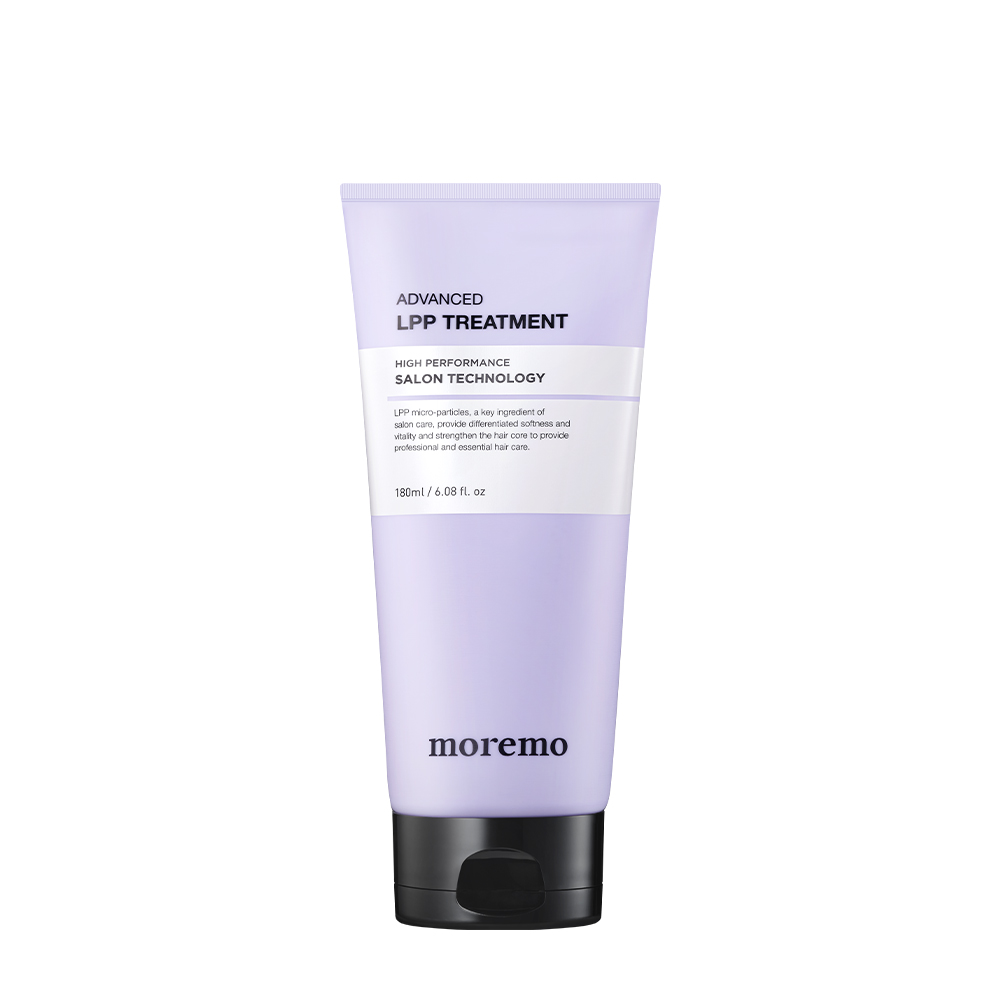 ADVANCED
LPP TREATMENT
HIGH PERFORMANCE
SALON TECHNOLOGY
LPP micro-particles, a key ingredient of
salon care, provide differentiated softness and
vitality and strengthen the hair core to provide
professional and essential hair care.
180ml / 6.08 fl. oz
moremo